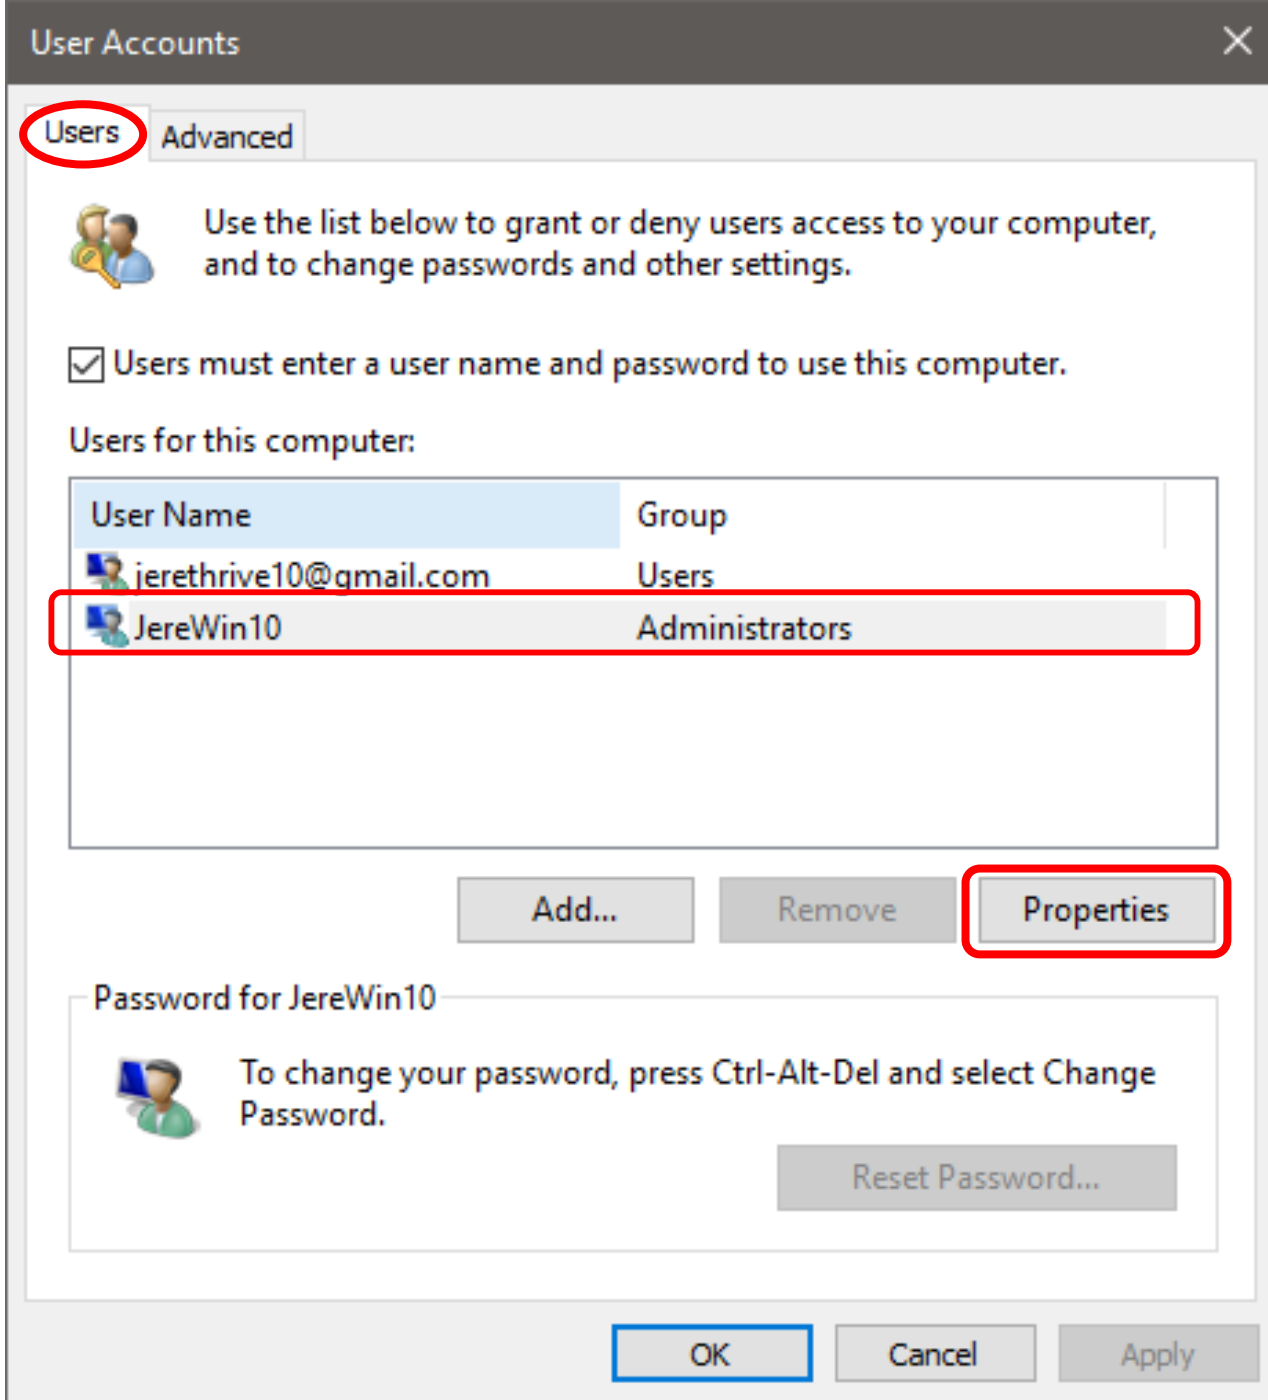 User Accounts
Users
Advanced
Use the list below to grant or deny users access to your computer,
and to change passwords and other settings.
Users must enter a user name and password to use this computer.
Users for this computer:
User Name Group
jerethrive10@gmail.com Users
JereWin10 Administrators
Add... Remove Properties
Password for JereWin10
To change your password, press Ctrl-Alt-Del and select Change
Password.
Reset Password...
OK Cancel Apply